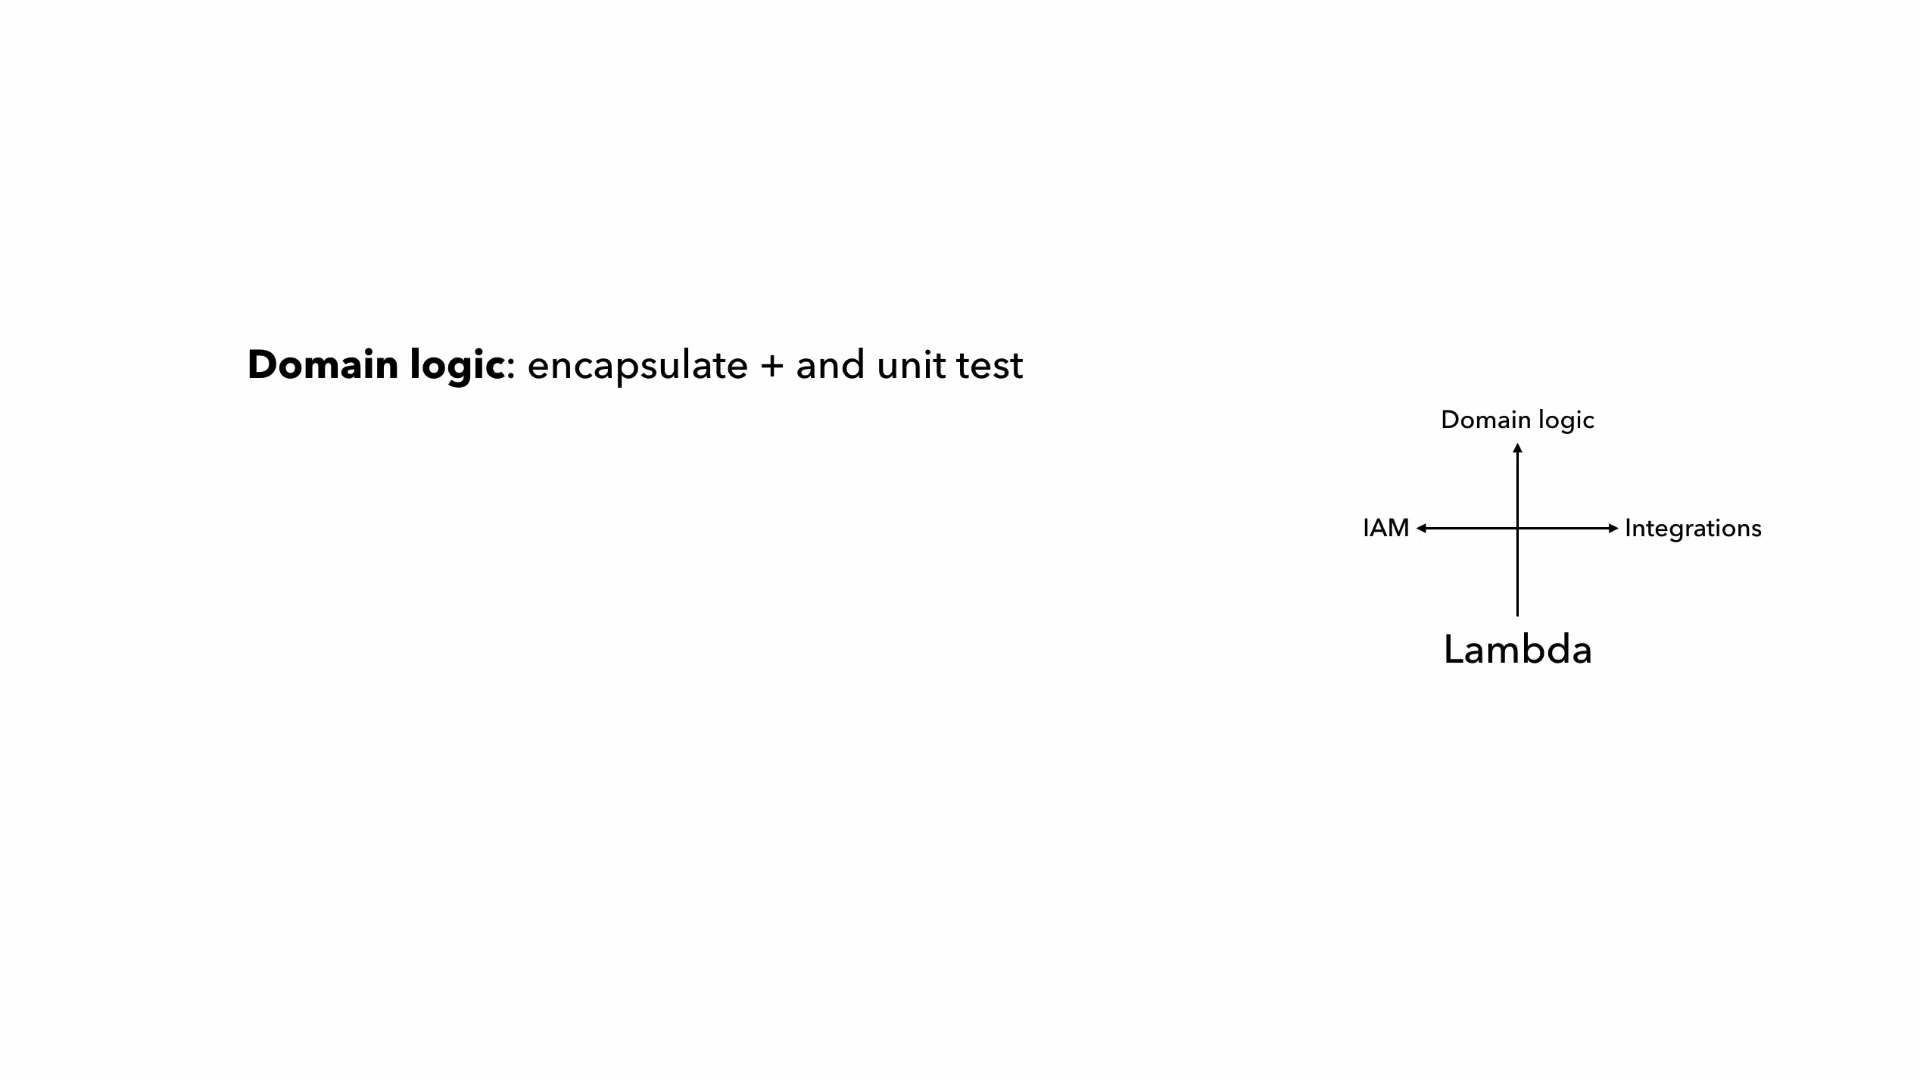 Domain logic: encapsulate + and unit test
Domain logic
IAM
Integrations
Lambda